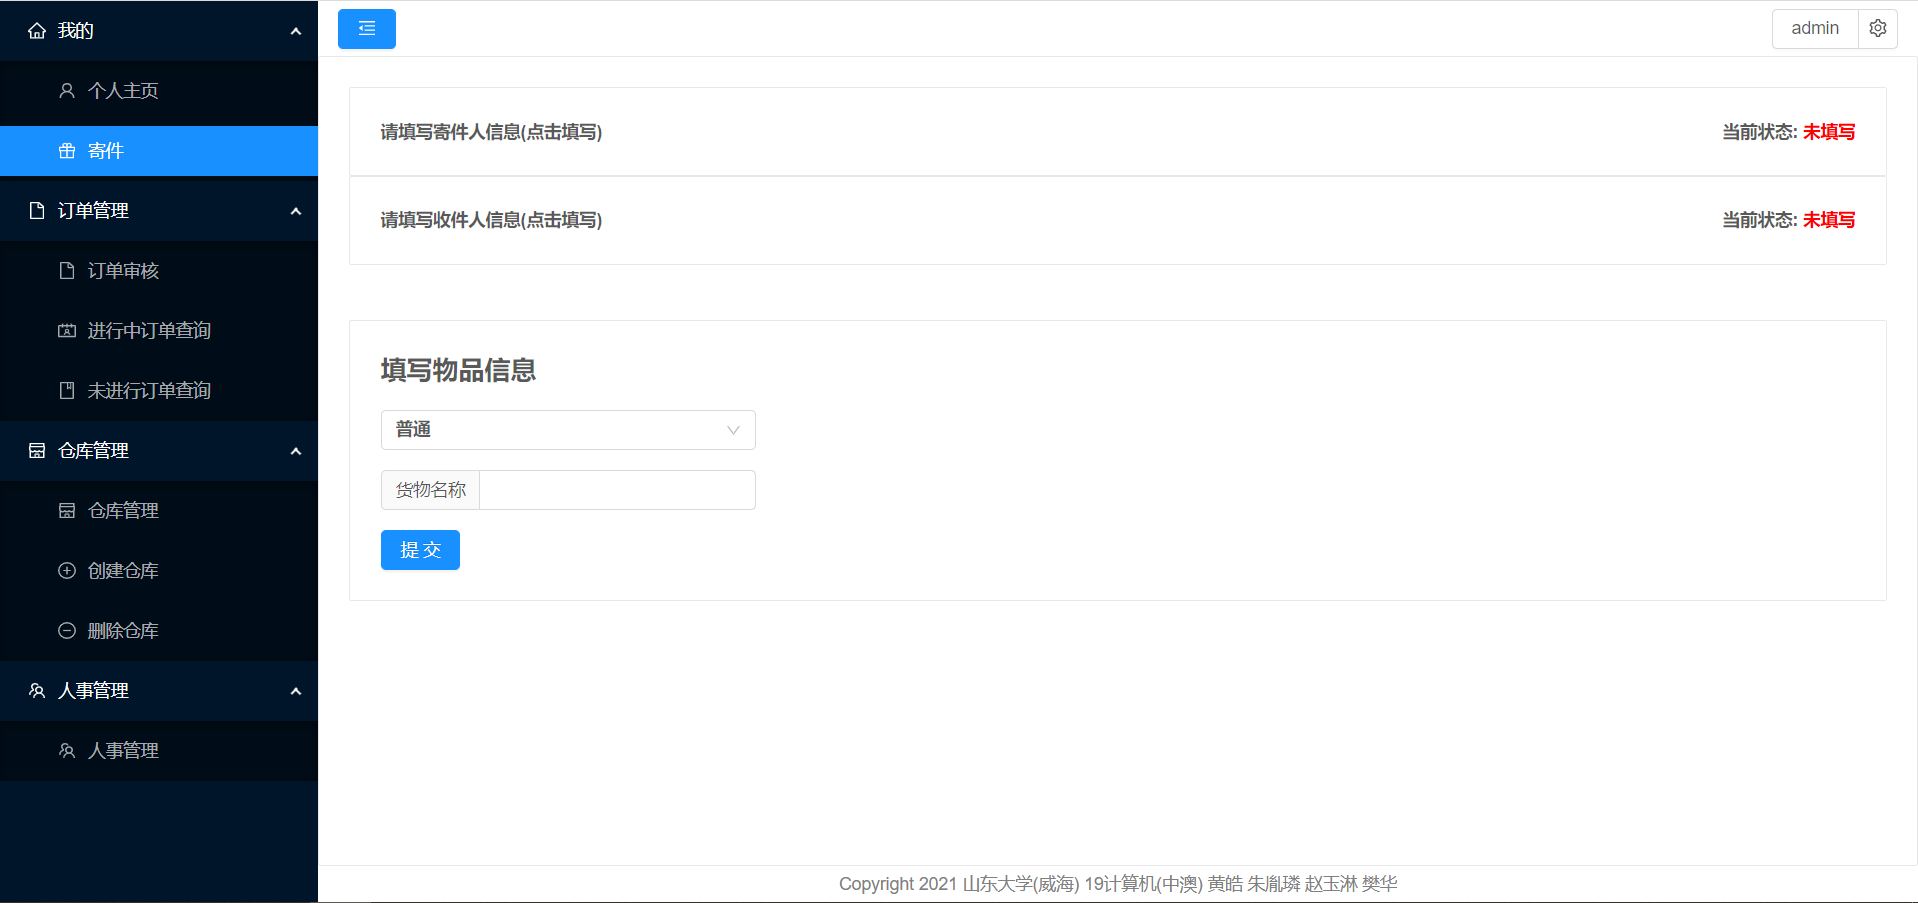 我的
个人主页
寄件
订单管理
订单审核
进行中订单查询
未进行订单查询
仓库管理
仓库管理
创建仓库
删除仓库
人事管理
人事管理
admin
请填写寄件人信息(点击填写)
当前状态: 未填写
请填写收件人信息(点击填写)
当前状态: 未填写
填写物品信息
普通
货物名称
提 交
Copyright 2021 山东大学(威海) 19计算机(中澳) 黄皓 朱胤璘 赵玉淋 樊华